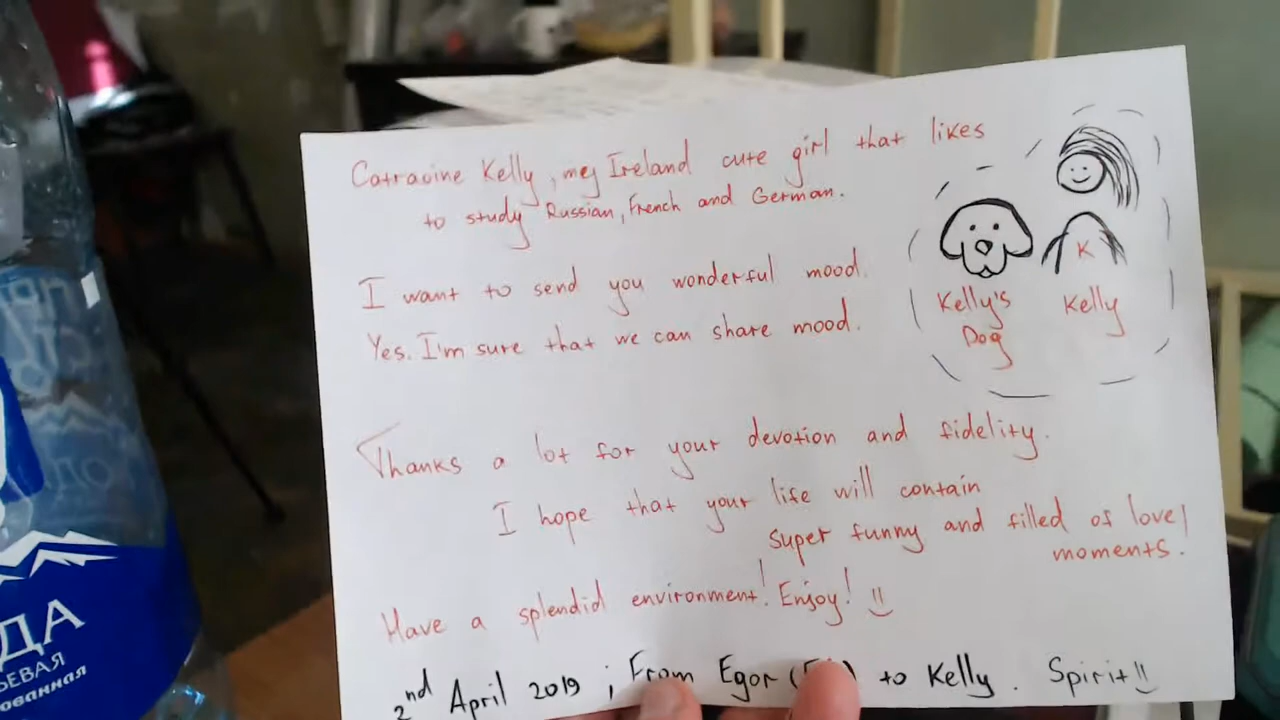 Catraoine Kelly, my Ireland cute girl that likes
to study Russian, French and German.
I want to send you wonderful mood.
Yes. I'm sure that we can share mood.
K
Kelly's
Dog
Kelly
Thanks a lot for your devotion and fidelity.
I hope that your life will contain
super funny and filled of love
moments!
Have a splendid environment! Enjoy!
2nd April 2019 ; From Egor ( ) to Kelly. Spirit
ДА
ЬЕВАЯ
ованная